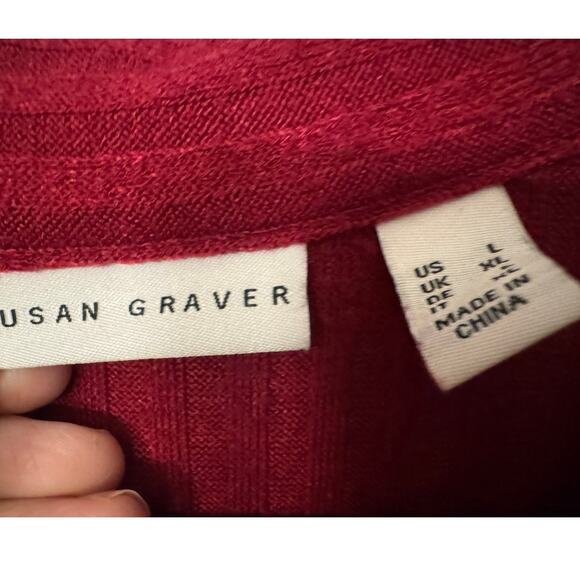 USAN GRAVER
US L
UK XL
DE
IT
MADE IN
CHINA